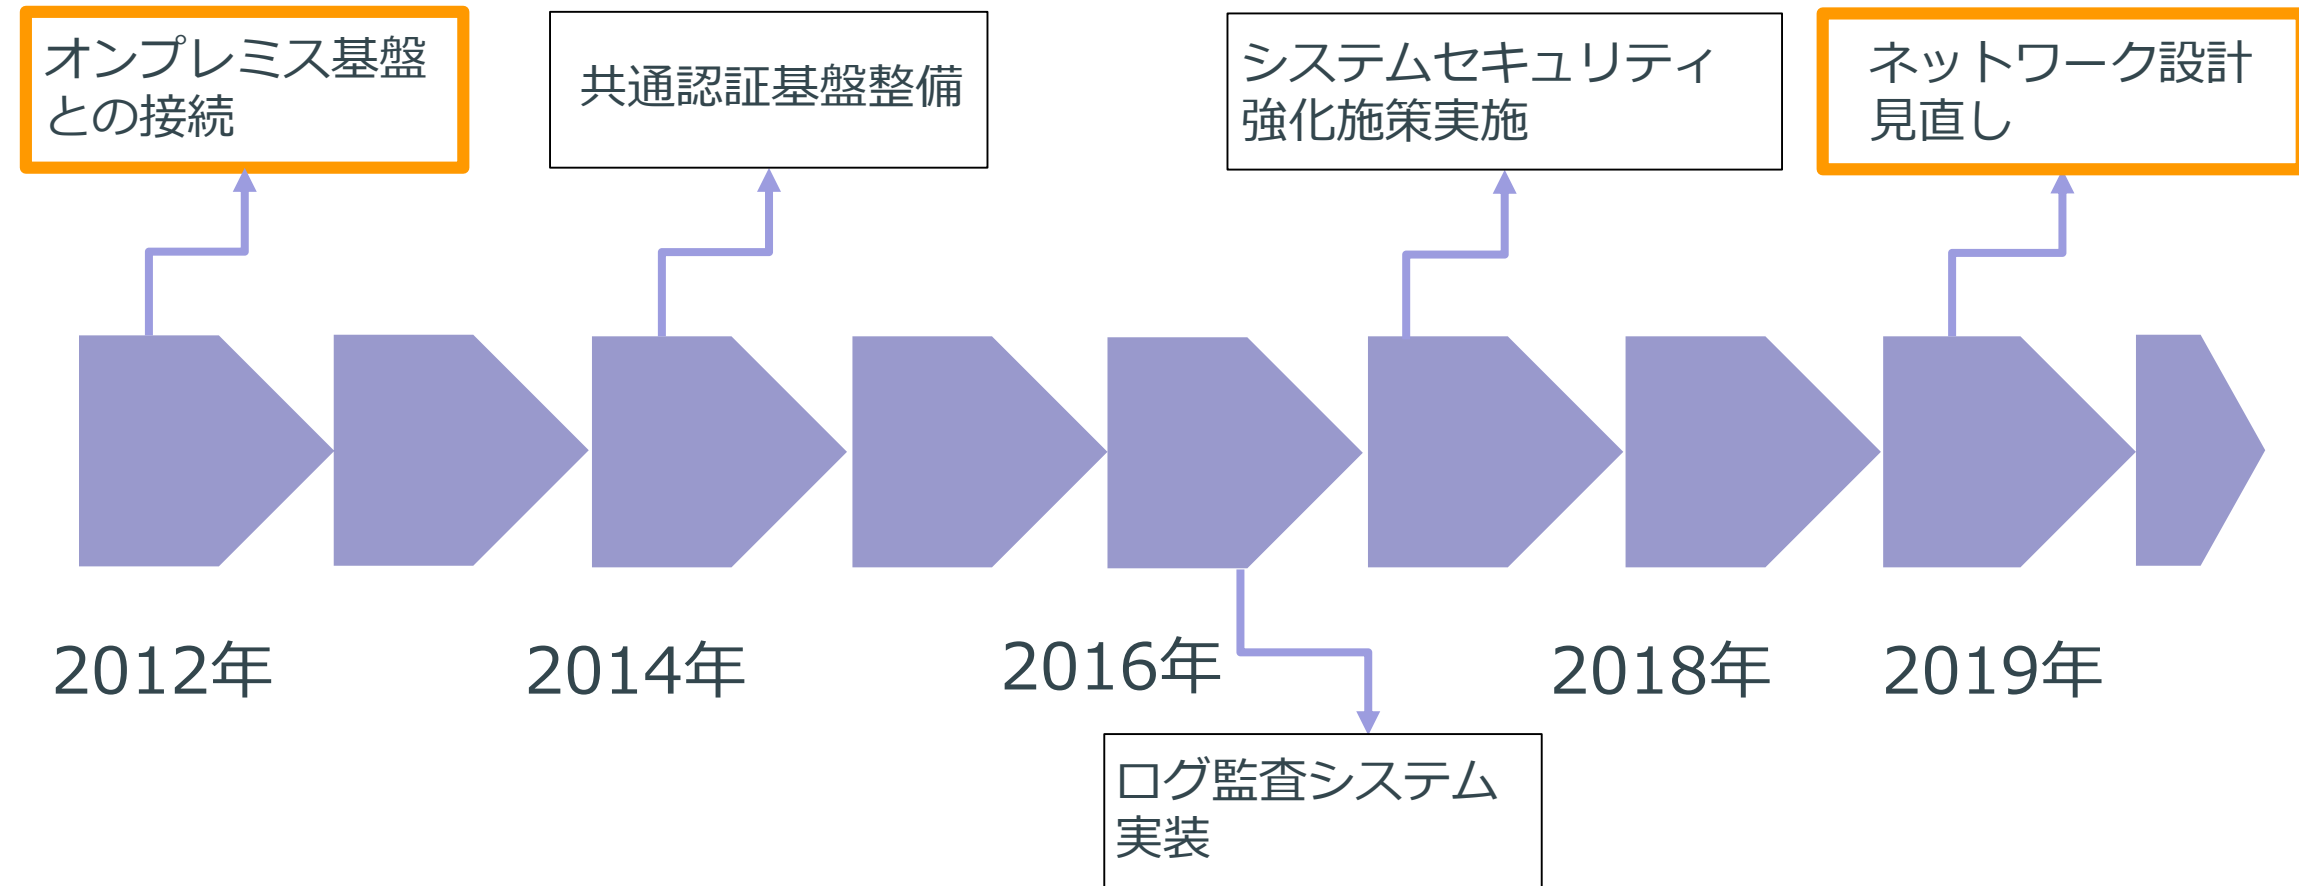 オンプレミス基盤
との接続
共通認証基盤整備
システムセキュリティ
強化施策実施
ネットワーク設計
見直し
2012年
2014年
2016年
2018年
2019年
ログ監査システム
実装